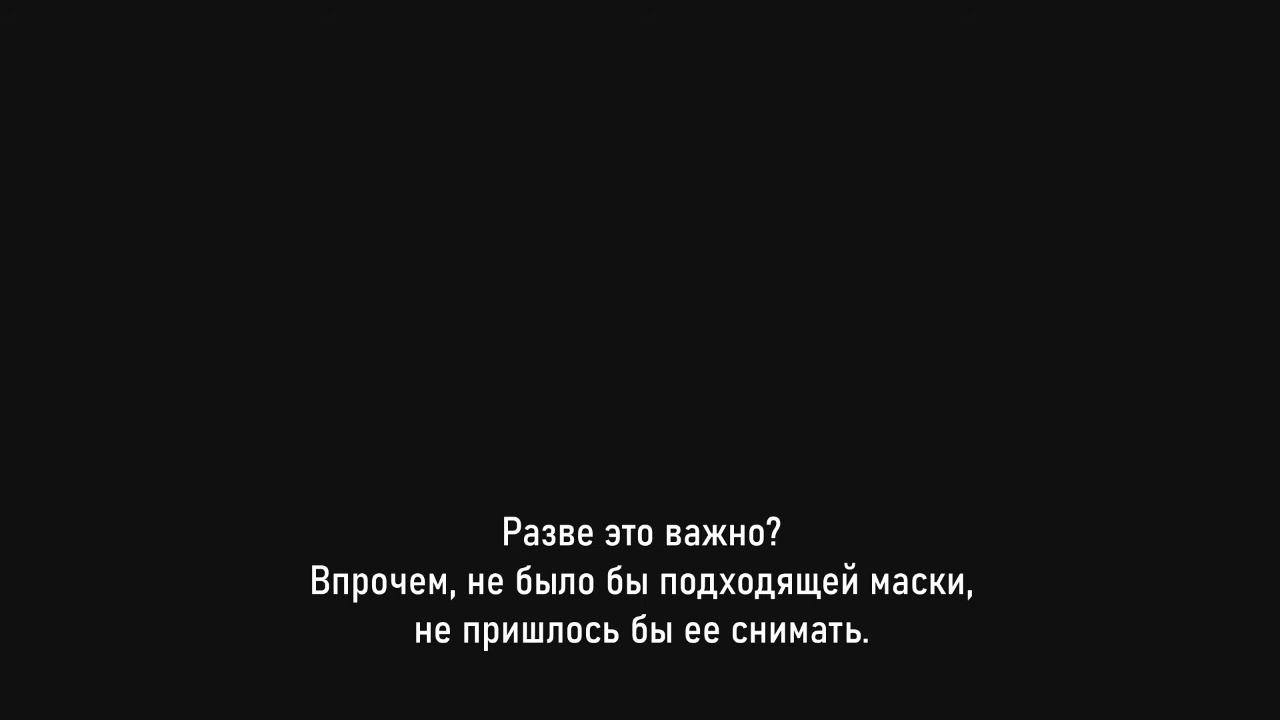 Разве это важно?
Впрочем, не было бы подходящей маски,
не пришлось бы ее снимать.